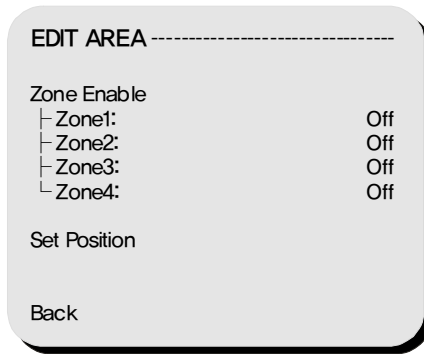 EDIT AREA --------------------------------
Zone Enable
├ Zone1: Off
├ Zone2: Off
├ Zone3: Off
└ Zone4: Off
Set Position
Back